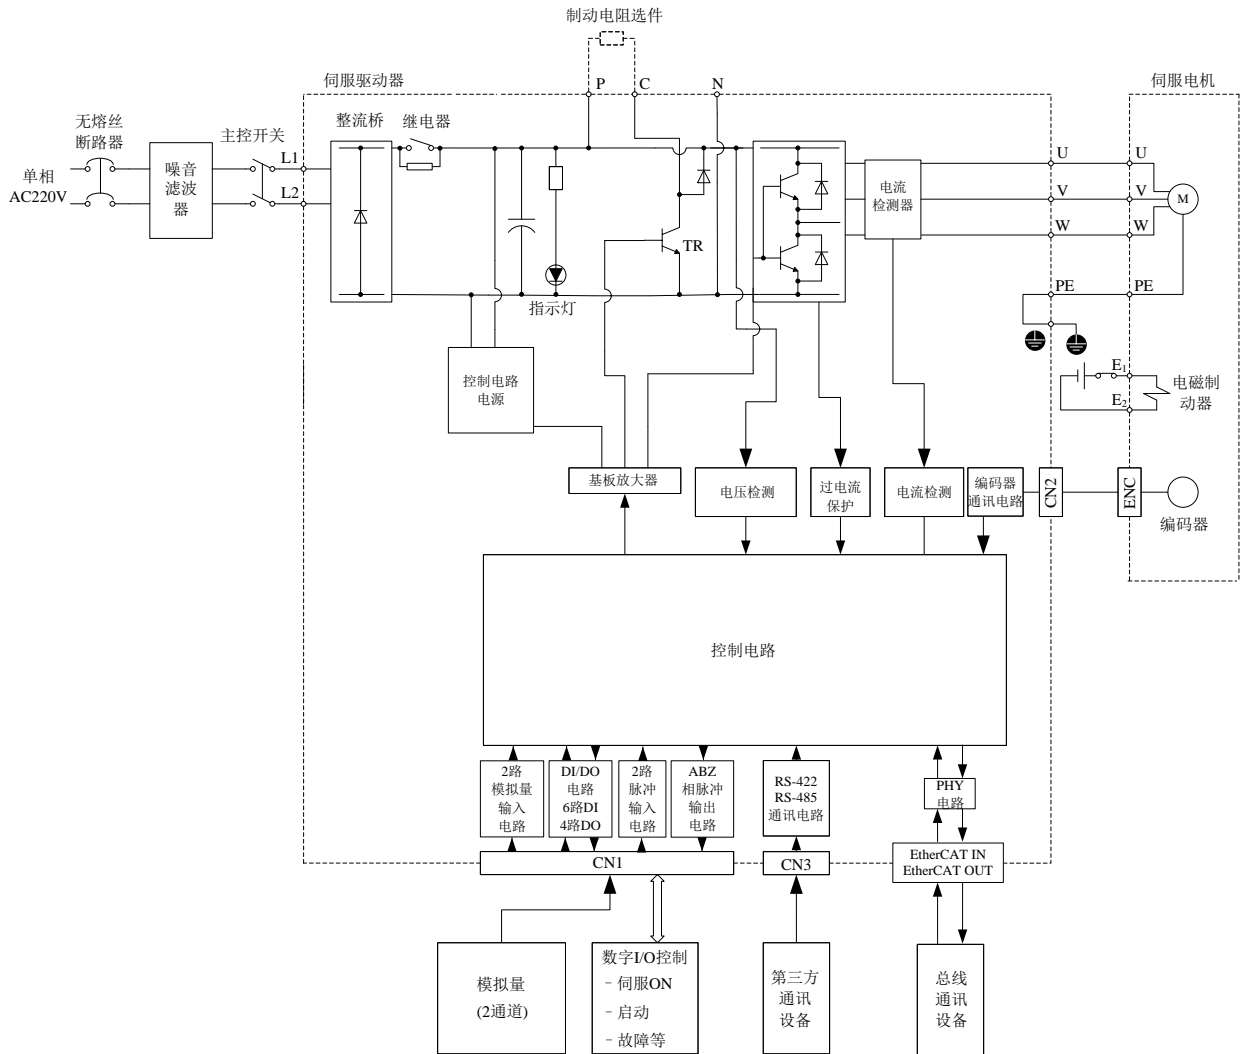 制动电阻选件
伺服驱动器
P
C
N
伺服电机
无熔丝
断路器
主控开关
整流桥
继电器
单相
AC220V
噪音
滤波
器
L1
L2
TR
指示灯
电流
检测器
U
V
W
PE
U
V
W
PE
M
E1
E2
电磁制
动器
控制电路
电源
基板放大器
电压检测
过电流
保护
电流检测
编码器
通讯电路
CN2
ENC
编码器
控制电路
2路
模拟量
输入
电路
DI/DO
电路
6路DI
4路DO
2路
脉冲
输入
电路
ABZ
相脉冲
输出
电路
RS-422
RS-485
通讯电路
PHY
电路
CN1
CN3
EtherCAT IN
EtherCAT OUT
模拟量
(2通道)
数字I/O控制
- 伺服ON
- 启动
- 故障等
第三方
通讯
设备
总线
通讯
设备